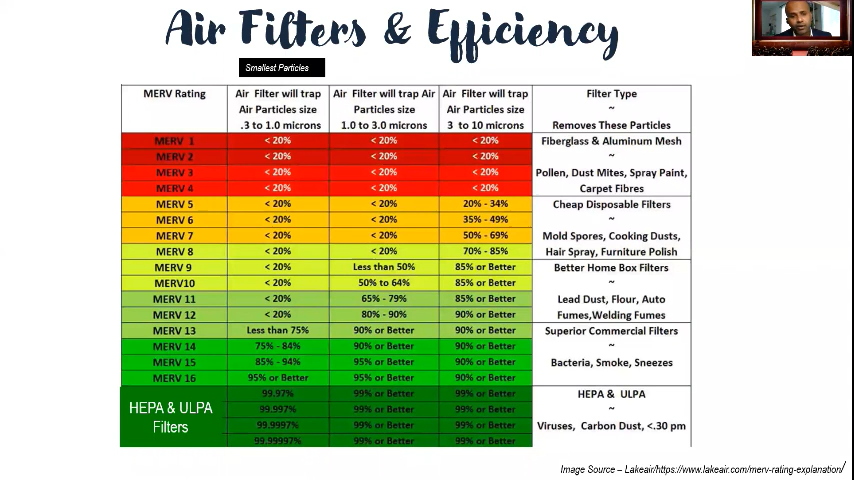 Air Filters & Efficiency
Smallest Particles
MERV Rating
Air Filter will trap
Air Particles size
.3 to 1.0 microns
Air Filter will trap Air
Particles size
1.0 to 3.0 microns
Air Filter will trap
Air Particles size
3 to 10 microns
Filter Type
~
Removes These Particles
MERV 1 < 20% < 20% < 20%
MERV 2 < 20% < 20% < 20%
MERV 3 < 20% < 20% < 20%
MERV 4 < 20% < 20% < 20%
Fiberglass & Aluminum Mesh
~
Pollen, Dust Mites, Spray Paint,
Carpet Fibres
MERV 5 < 20% < 20% 20% - 34%
MERV 6 < 20% < 20% 35% - 49%
MERV 7 < 20% < 20% 50% - 69%
MERV 8 < 20% < 20% 70% - 85%
Cheap Disposable Filters
~
Mold Spores, Cooking Dusts,
Hair Spray, Furniture Polish
MERV 9 < 20% Less than 50% 85% or Better
MERV10 < 20% 50% to 64% 85% or Better
MERV 11 < 20% 65% - 79% 85% or Better
MERV 12 < 20% 80% - 90% 90% or Better
Better Home Box Filters
~
Lead Dust, Flour, Auto
Fumes,Welding Fumes
MERV 13 Less than 75% 90% or Better 90% or Better
MERV 14 75% - 84% 90% or Better 90% or Better
MERV 15 85% - 94% 95% or Better 90% or Better
MERV 16 95% or Better 95% or Better 90% or Better
Superior Commercial Filters
~
Bacteria, Smoke, Sneezes
HEPA & ULPA
Filters
99.97% 99% or Better 99% or Better
99.997% 99% or Better 99% or Better
99.9997% 99% or Better 99% or Better
99.99997% 99% or Better 99% or Better
HEPA & ULPA
~
Viruses, Carbon Dust, <.30 pm
Image Source – Lakeair/https://www.lakeair.com/merv-rating-explanation/